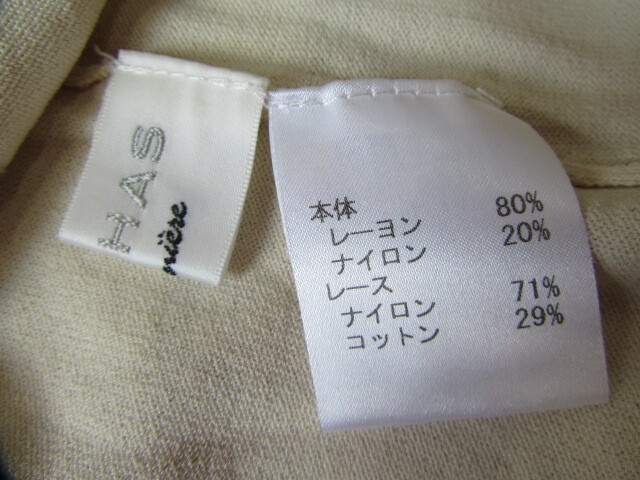 HAS
nière
本体
レーヨン 80%
ナイロン 20%
レース
ナイロン 71%
コットン 29%